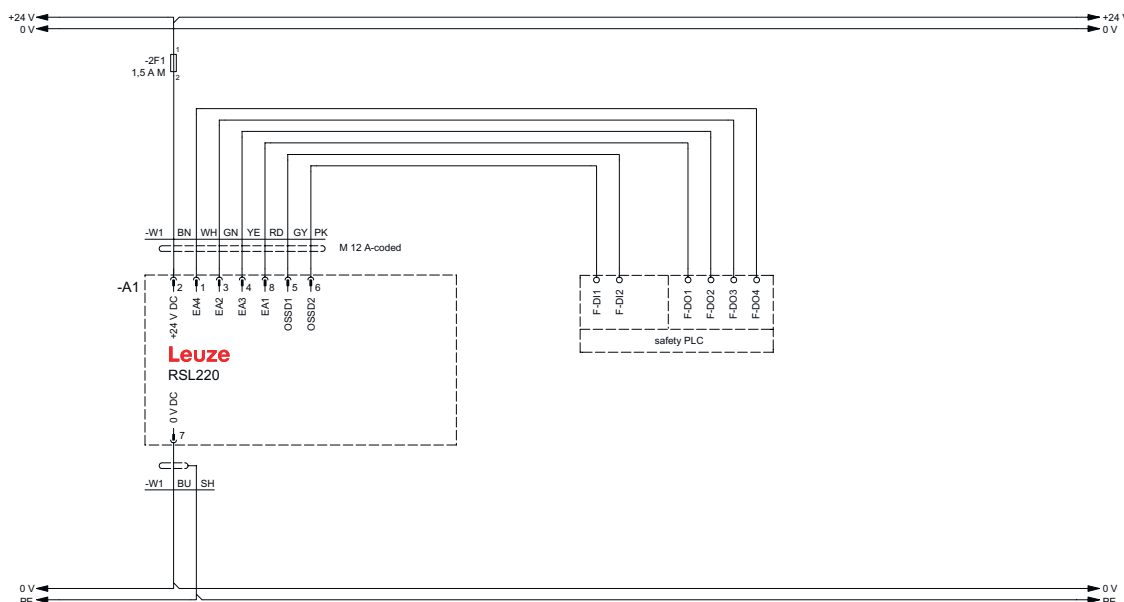 +24 V
+24 V
0 V
0 V
-2F1
1,5 A M
1
2
-W1 BN WH GN YE RD GY PK
M 12 A-coded
-A1
2 1 3 4 8 5 6
+24 V DC
EA4
EA2
EA3
EA1
OSSD1
OSSD2
F-DI1
F-DI2
F-DO1
F-DO2
F-DO3
F-DO4
safety PLC
Leuze
RSL220
0 V DC
7
-W1 BU SH
0 V
0 V
PE
PE